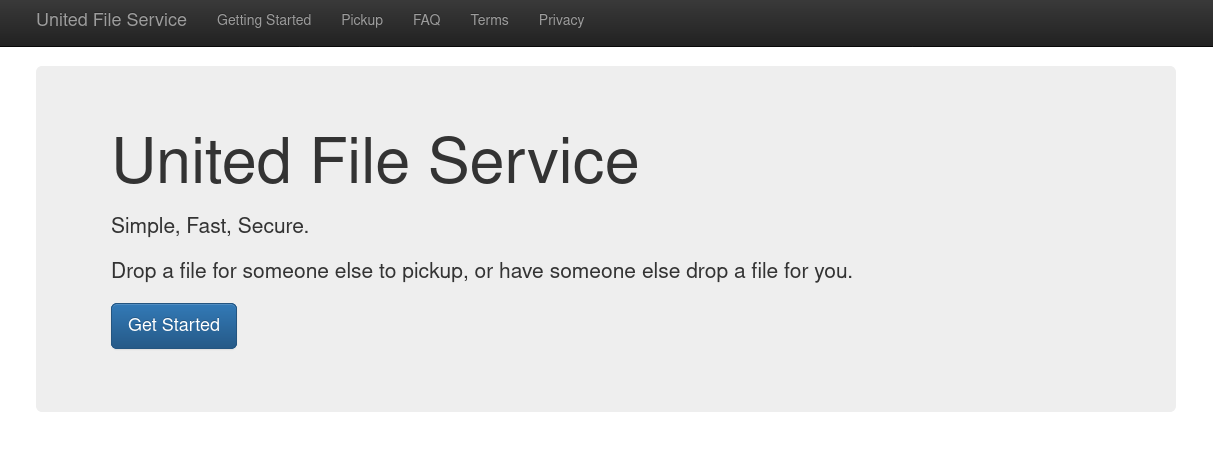 United File Service Getting Started Pickup FAQ Terms Privacy
United File Service
Simple, Fast, Secure.
Drop a file for someone else to pickup, or have someone else drop a file for you.
Get Started